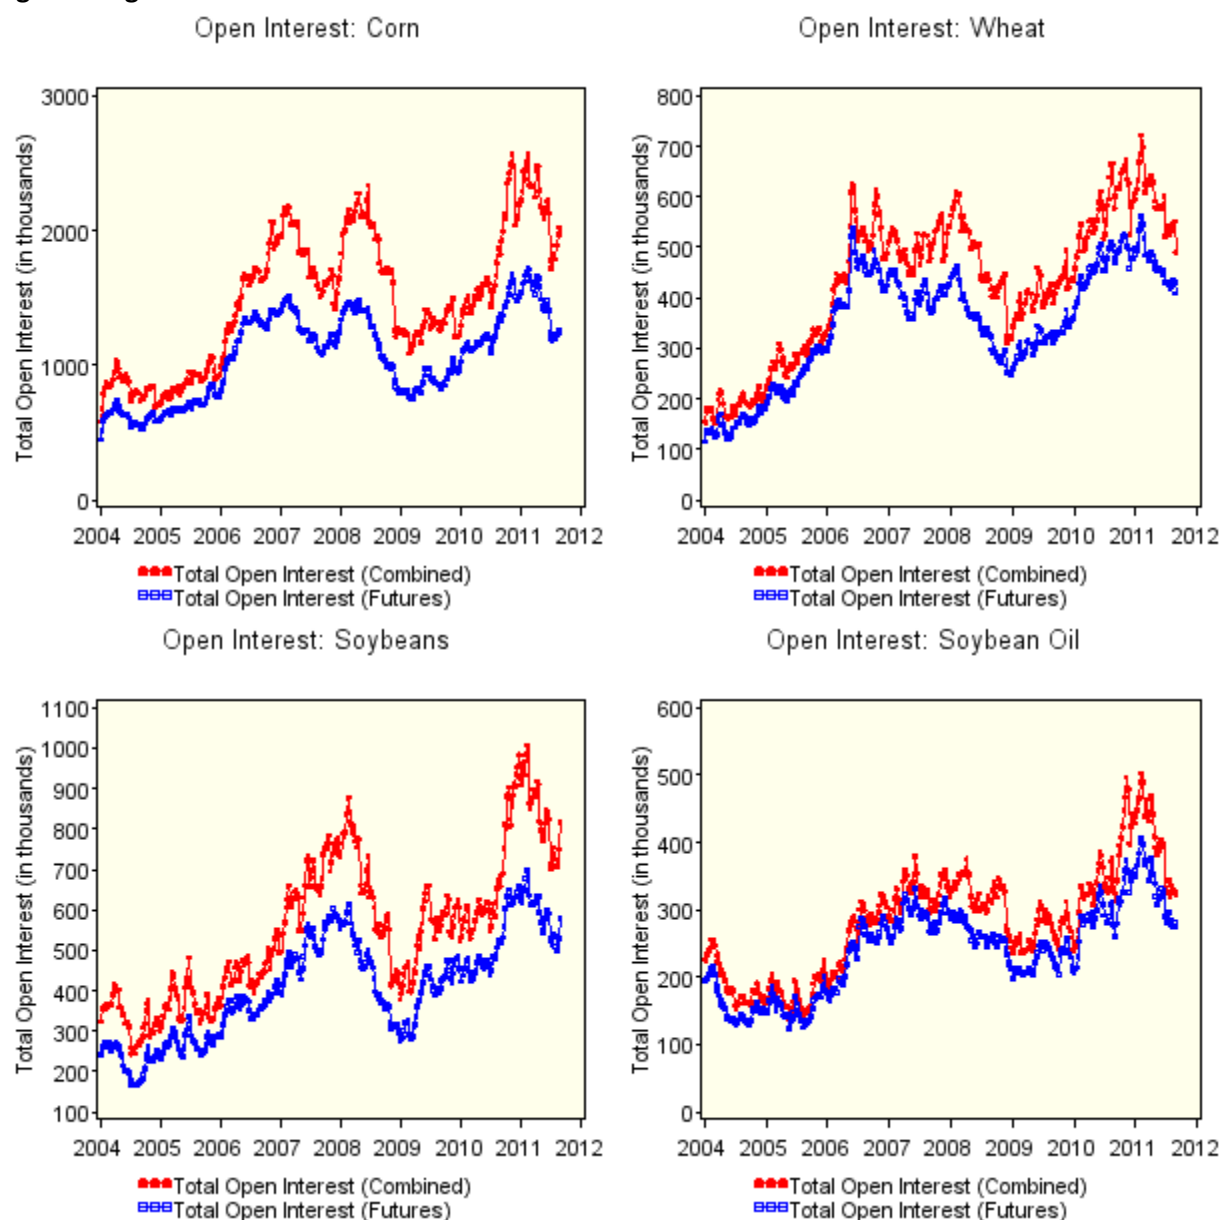 Open Interest: Corn
Total Open Interest (in thousands)
3000
2000
1000
0
2004 2005 2006 2007 2008 2009 2010 2011 2012
Total Open Interest (Combined)
Total Open Interest (Futures)
Open Interest: Wheat
Total Open Interest (in thousands)
800
700
600
500
400
300
200
100
0
2004 2005 2006 2007 2008 2009 2010 2011 2012
Total Open Interest (Combined)
Total Open Interest (Futures)
Open Interest: Soybeans
Total Open Interest (in thousands)
1100
1000
900
800
700
600
500
400
300
200
100
2004 2005 2006 2007 2008 2009 2010 2011 2012
Total Open Interest (Combined)
Total Open Interest (Futures)
Open Interest: Soybean Oil
Total Open Interest (in thousands)
600
500
400
300
200
100
0
2004 2005 2006 2007 2008 2009 2010 2011 2012
Total Open Interest (Combined)
Total Open Interest (Futures)